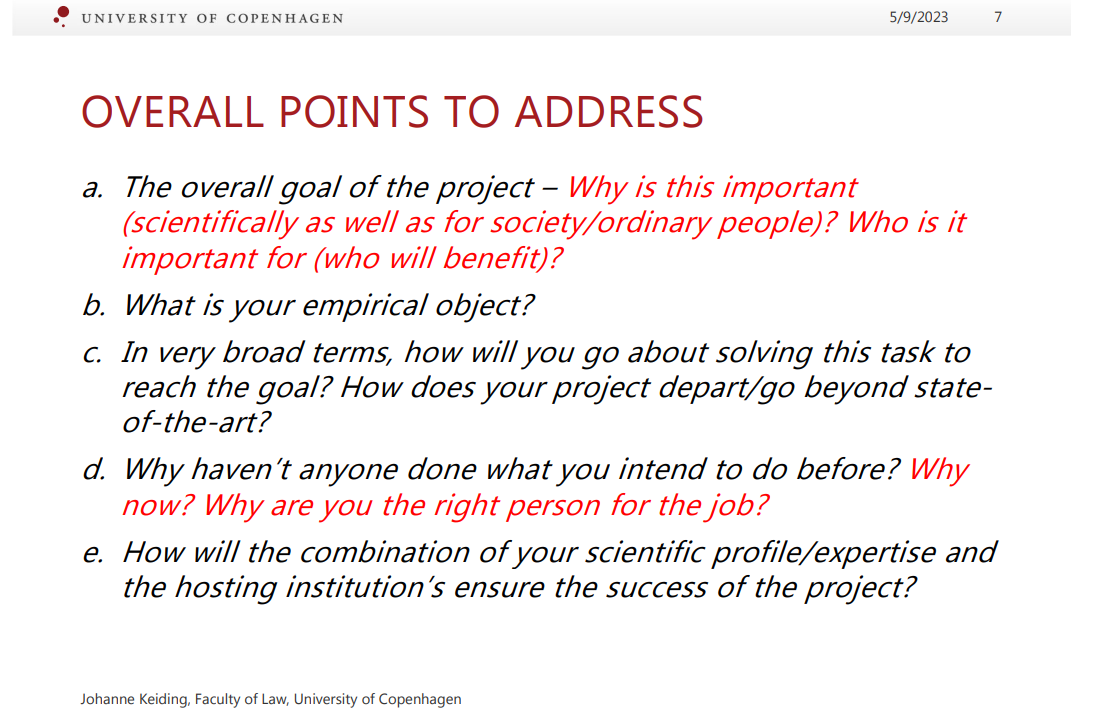 UNIVERSITY OF COPENHAGEN
5/9/2023 7
OVERALL POINTS TO ADDRESS
a. The overall goal of the project – Why is this important
(scientifically as well as for society/ordinary people)? Who is it
important for (who will benefit)?
b. What is your empirical object?
c. In very broad terms, how will you go about solving this task to
reach the goal? How does your project depart/go beyond state-
of-the-art?
d. Why haven't anyone done what you intend to do before? Why
now? Why are you the right person for the job?
e. How will the combination of your scientific profile/expertise and
the hosting institution's ensure the success of the project?
Johanne Keiding, Faculty of Law, University of Copenhagen